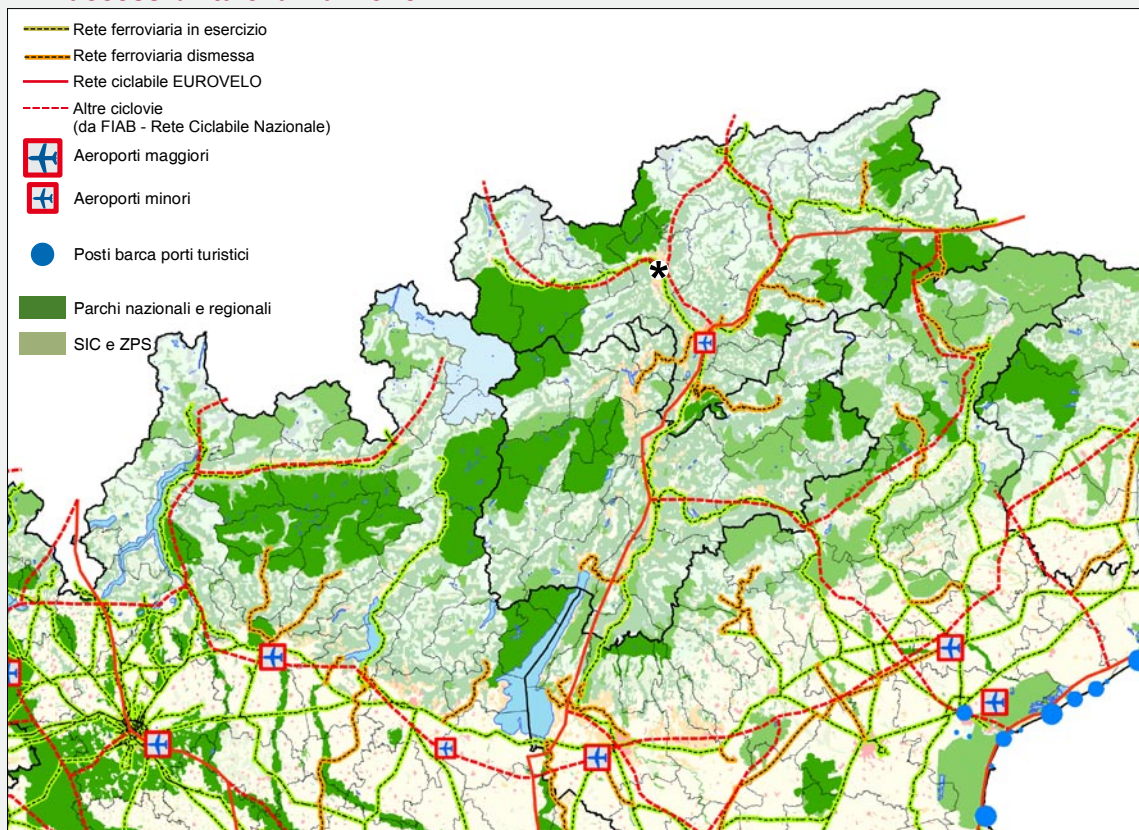 Rete ferroviaria in esercizio
Rete ferroviaria dismessa
Rete ciclabile EUROVELO
Altre ciclovie
(da FIAB - Rete Ciclabile Nazionale)
Aeroporti maggiori
Aeroporti minori
Posti barca porti turistici
Parchi nazionali e regionali
SIC e ZPS
*